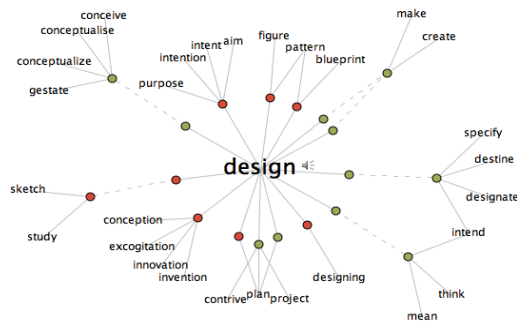 conceive
make
conceptualise
figure
create
intent
aim
pattern
intention
conceptualize
blueprint
purpose
gestate
specify
destine
design
sketch
designate
conception
study
intend
excogitation
innovation
invention
designing
contrive
plan
project
think
mean